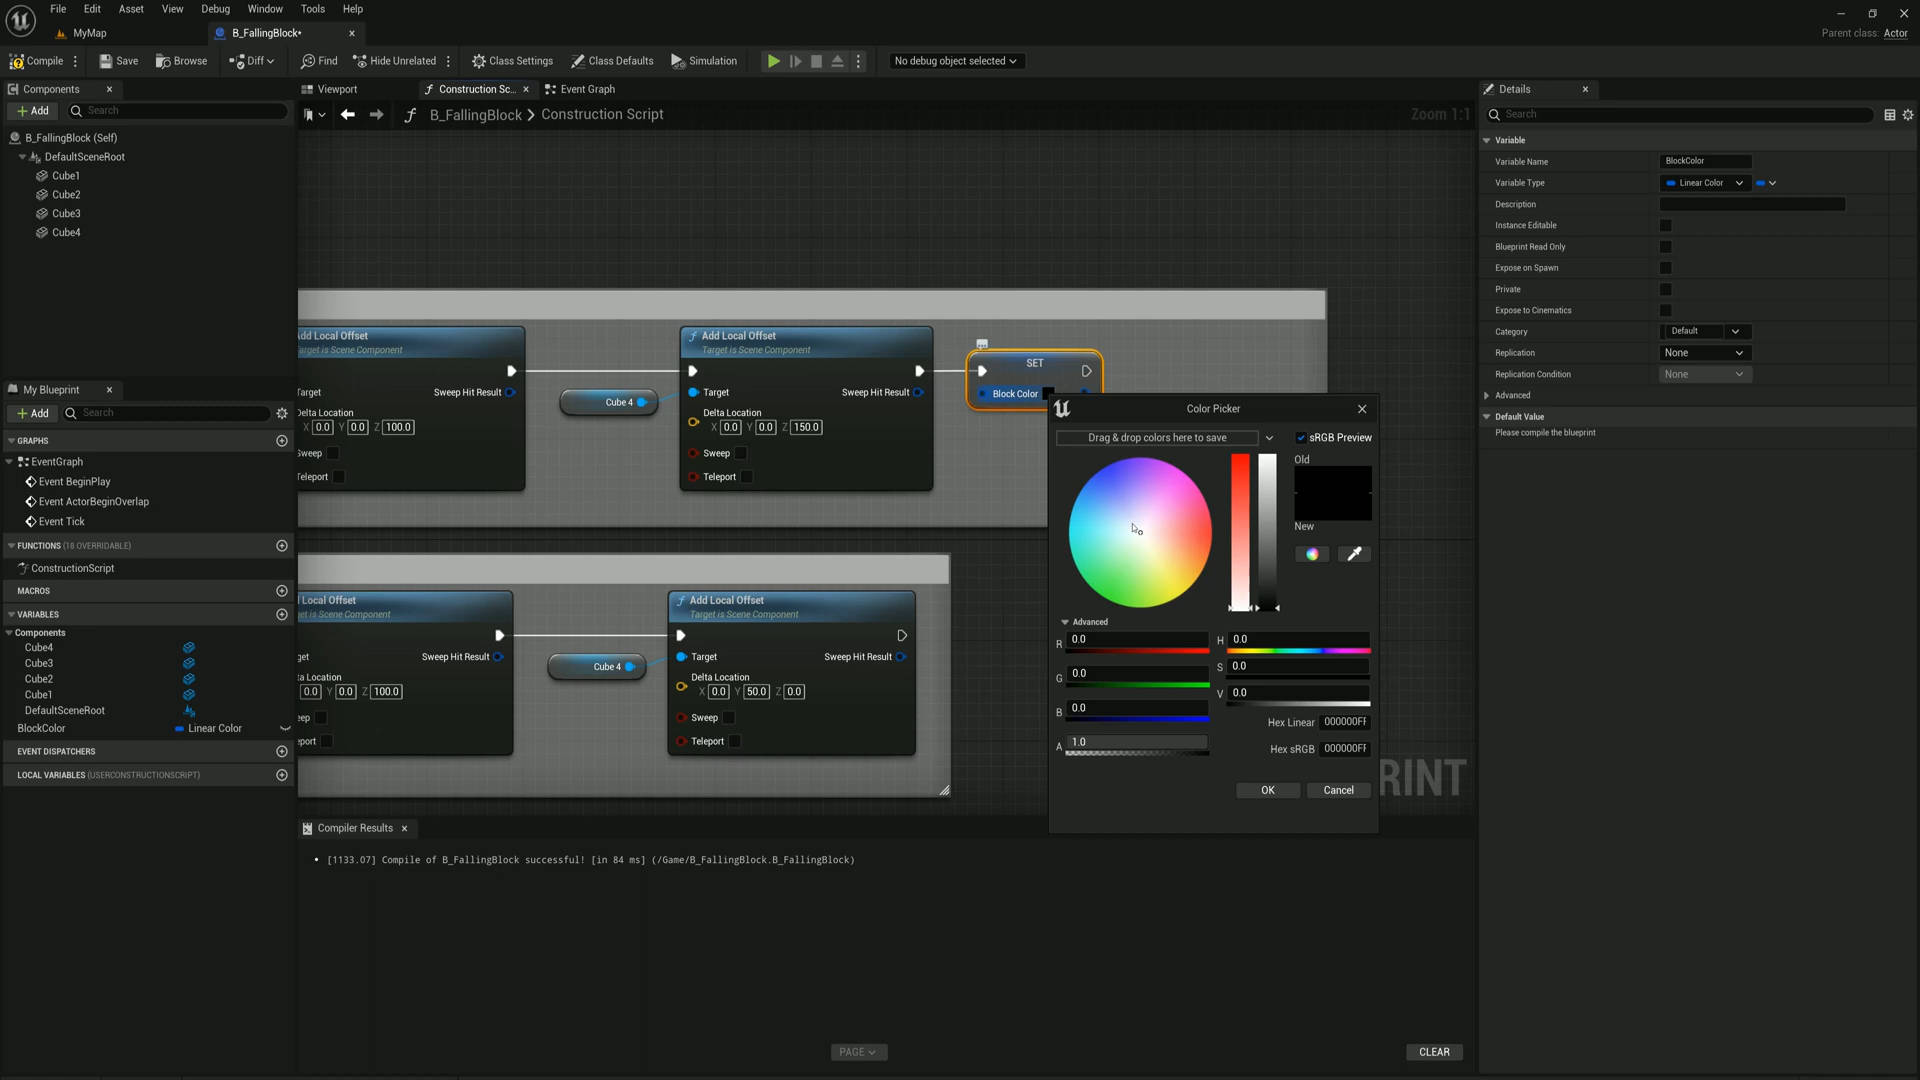 File Edit Asset View Debug Window Tools Help
MyMap
B_FallingBlock•
Parent class: Actor
Compile
Save
Browse
Diff
Find
Hide Unrelated
Class Settings
Class Defaults
Simulation
No debug object selected
Components
Add
Search
B_FallingBlock (Self)
DefaultSceneRoot
Cube1
Cube2
Cube3
Cube4
My Blueprint
Add
Search
GRAPHS
EventGraph
Event BeginPlay
Event ActorBeginOverlap
Event Tick
FUNCTIONS (18 OVERRIDABLE)
ConstructionScript
MACROS
VARIABLES
Components
Cube4
Cube3
Cube2
Cube1
DefaultSceneRoot
BlockColor Linear Color
EVENT DISPATCHERS
LOCAL VARIABLES (USERCONSTRUCTIONSCRIPT)
Viewport
Construction Sc...
Event Graph
B_FallingBlock > Construction Script
Zoom 1:1
Add Local Offset
Target is Scene Component
Target
Sweep Hit Result
Delta Location
X 0.0 Y 0.0 Z 100.0
Sweep
Teleport
Cube 4
Add Local Offset
Target is Scene Component
Target
Sweep Hit Result
Delta Location
X 0.0 Y 0.0 Z 150.0
Sweep
Teleport
SET
Block Color
l Local Offset
et is Scene Component
get
Sweep Hit Result
ta Location
0.0 Y 0.0 Z 100.0
ep
port
Cube 4
Add Local Offset
Target is Scene Component
Target
Sweep Hit Result
Delta Location
X 0.0 Y 50.0 Z 0.0
Sweep
Teleport
RINT
Color Picker
Drag & drop colors here to save
sRGB Preview
Old
New
Advanced
R 0.0
G 0.0
B 0.0
A 1.0
H 0.0
S 0.0
V 0.0
Hex Linear 000000FF
Hex sRGB 000000FF
OK
Cancel
Compiler Results
• [1133.07] Compile of B_FallingBlock successful! [in 84 ms] (/Game/B_FallingBlock.B_FallingBlock)
PAGE
CLEAR
Details
Search
Variable
Variable Name BlockColor
Variable Type Linear Color
Description
Instance Editable
Blueprint Read Only
Expose on Spawn
Private
Expose to Cinematics
Category Default
Replication None
Replication Condition None
Advanced
Default Value
Please compile the blueprint